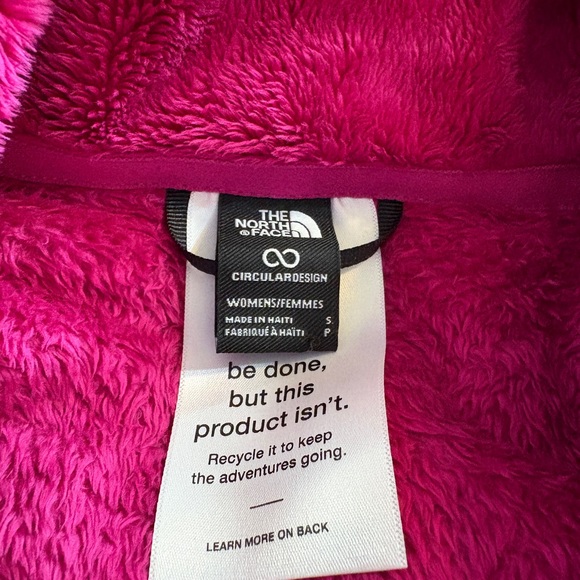 THE
NORTH
FACE
CIRCULARDESIGN
WOMENS/FEMMES
MADE IN HAITI S
FABRIQUÉ À HAÏTI P
be done,
but this
product isn't.
Recycle it to keep
the adventures going.
LEARN MORE ON BACK